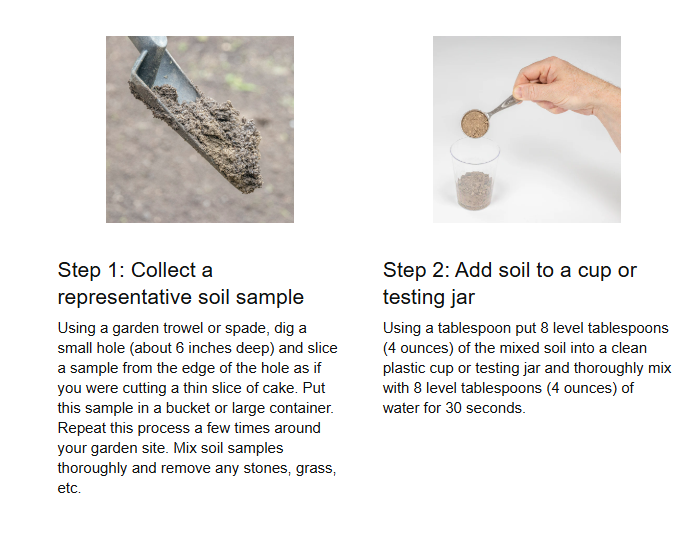 Step 1: Collect a
representative soil sample
Using a garden trowel or spade, dig a
small hole (about 6 inches deep) and slice
a sample from the edge of the hole as if
you were cutting a thin slice of cake. Put
this sample in a bucket or large container.
Repeat this process a few times around
your garden site. Mix soil samples
thoroughly and remove any stones, grass,
etc.
Step 2: Add soil to a cup or
testing jar
Using a tablespoon put 8 level tablespoons
(4 ounces) of the mixed soil into a clean
plastic cup or testing jar and thoroughly mix
with 8 level tablespoons (4 ounces) of
water for 30 seconds.